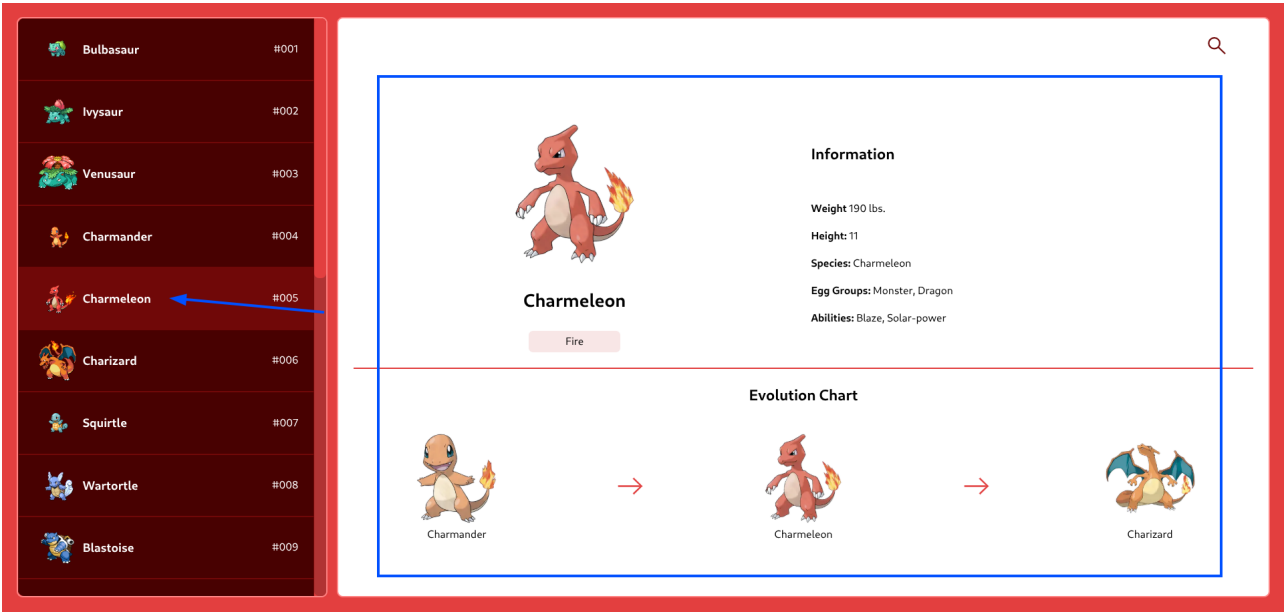 Bulbasaur #001
Ivysaur #002
Venusaur #003
Charmander #004
Charmeleon #005
Charizard #006
Squirtle #007
Wartortle #008
Blastoise #009
Charmeleon
Fire
Information
Weight 190 lbs.
Height: 11
Species: Charmeleon
Egg Groups: Monster, Dragon
Abilities: Blaze, Solar-power
Evolution Chart
Charmander
Charmeleon
Charizard